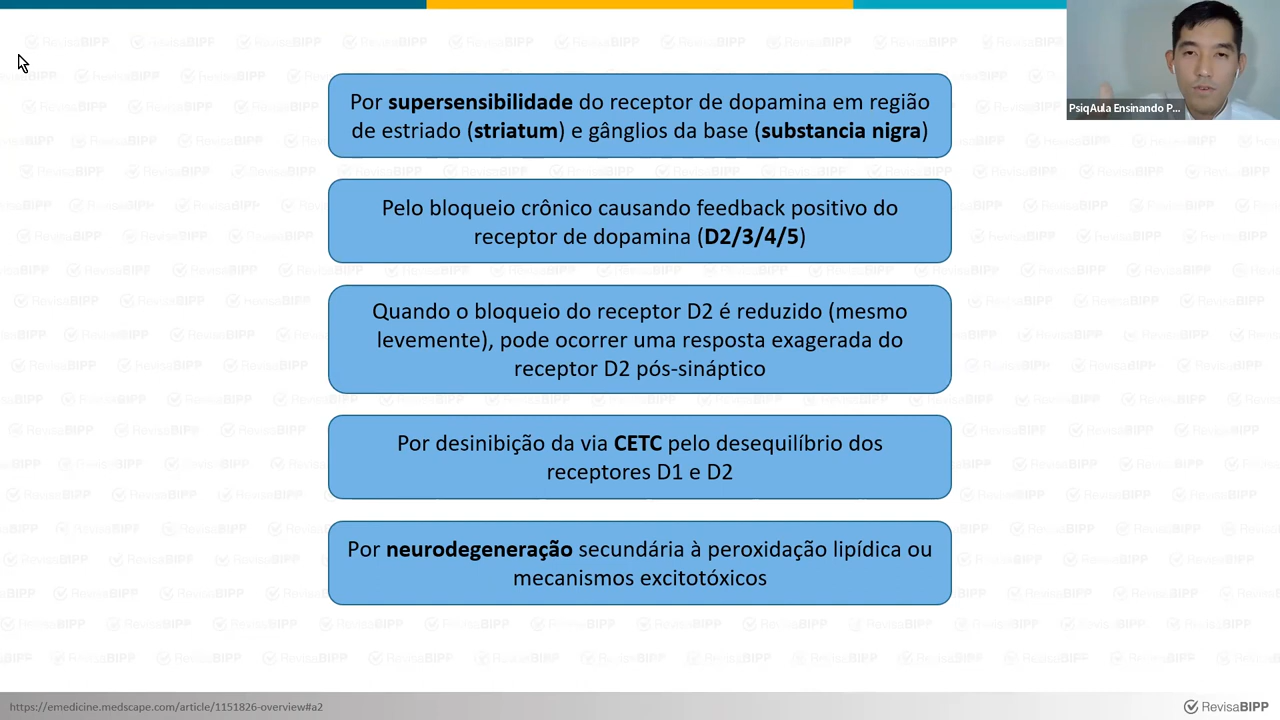 Por supersensibilidade do receptor de dopamina em região
de estriado (striatum) e gânglios da base (substancia nigra)
Pelo bloqueio crônico causando feedback positivo do
receptor de dopamina (D2/3/4/5)
Quando o bloqueio do receptor D2 é reduzido (mesmo
levemente), pode ocorrer uma resposta exagerada do
receptor D2 pós-sináptico
Por desinibição da via CETC pelo desequilíbrio dos
receptores D1 e D2
Por neurodegeneração secundária à peroxidação lipídica ou
mecanismos excitotóxicos
PsiqAula Ensinando P...
https://emedicine.medscape.com/article/1151826-overview#a2
RevisaBIPP